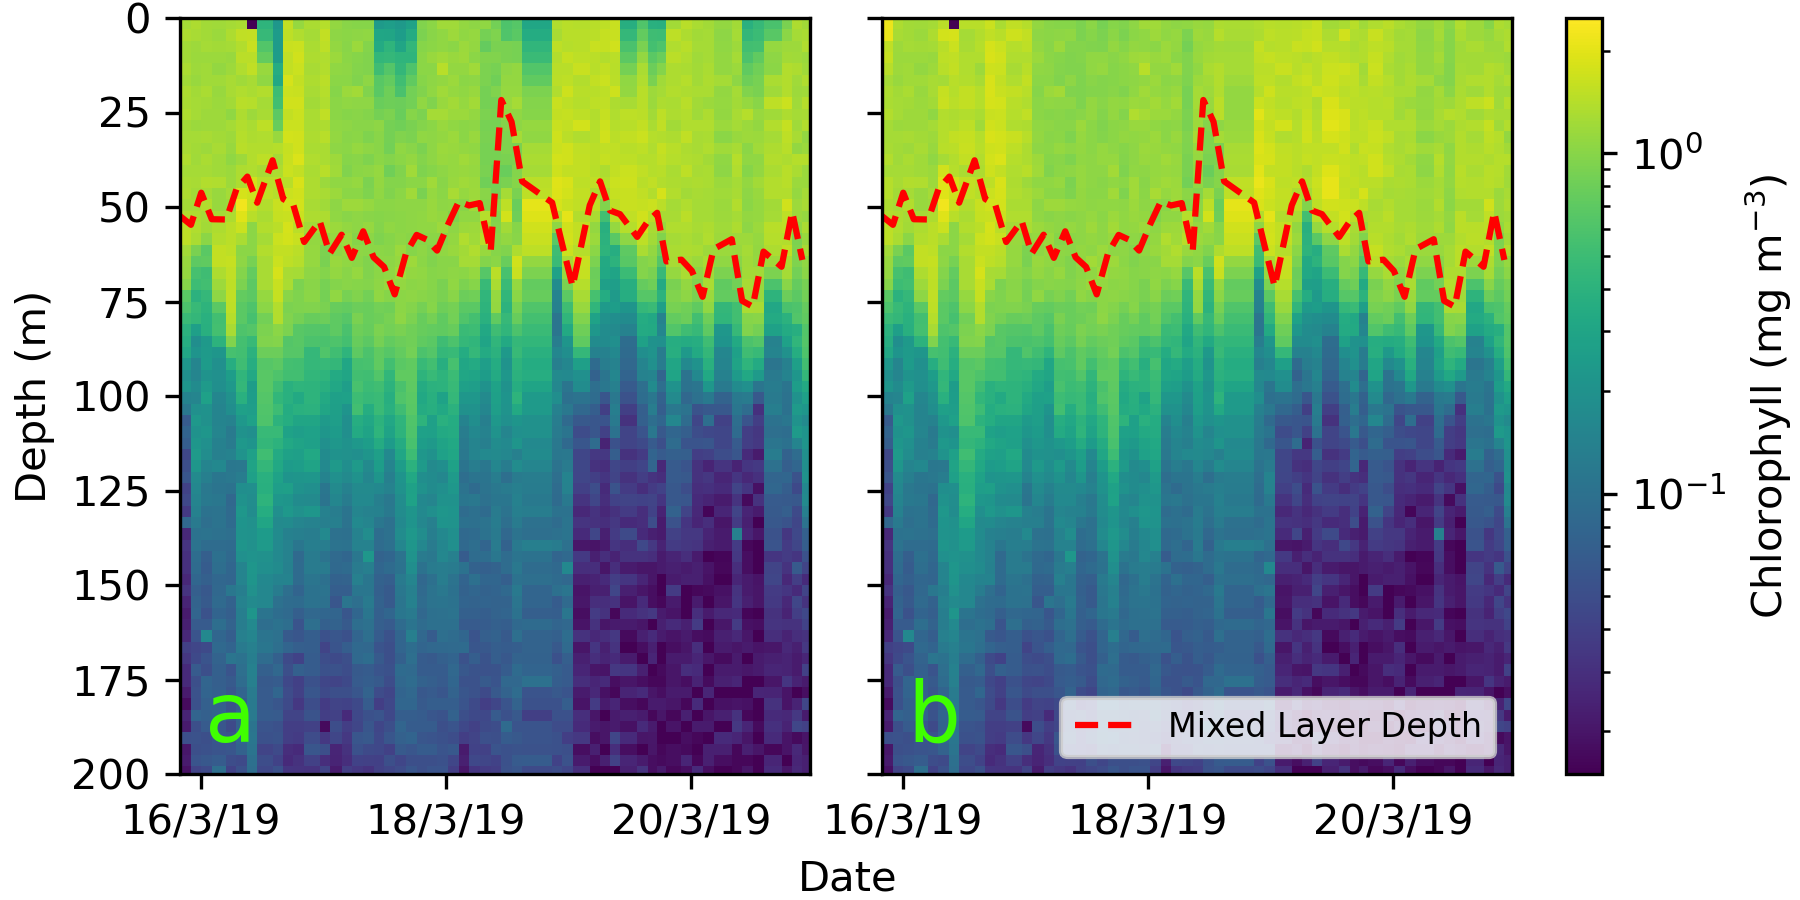 0
25
50
75
100
125
150
175
200
Depth (m)
a
16/3/19 18/3/19 20/3/19
b
Mixed Layer Depth
16/3/19 18/3/19 20/3/19
Date
10⁰
10⁻¹
Chlorophyll (mg m⁻³)